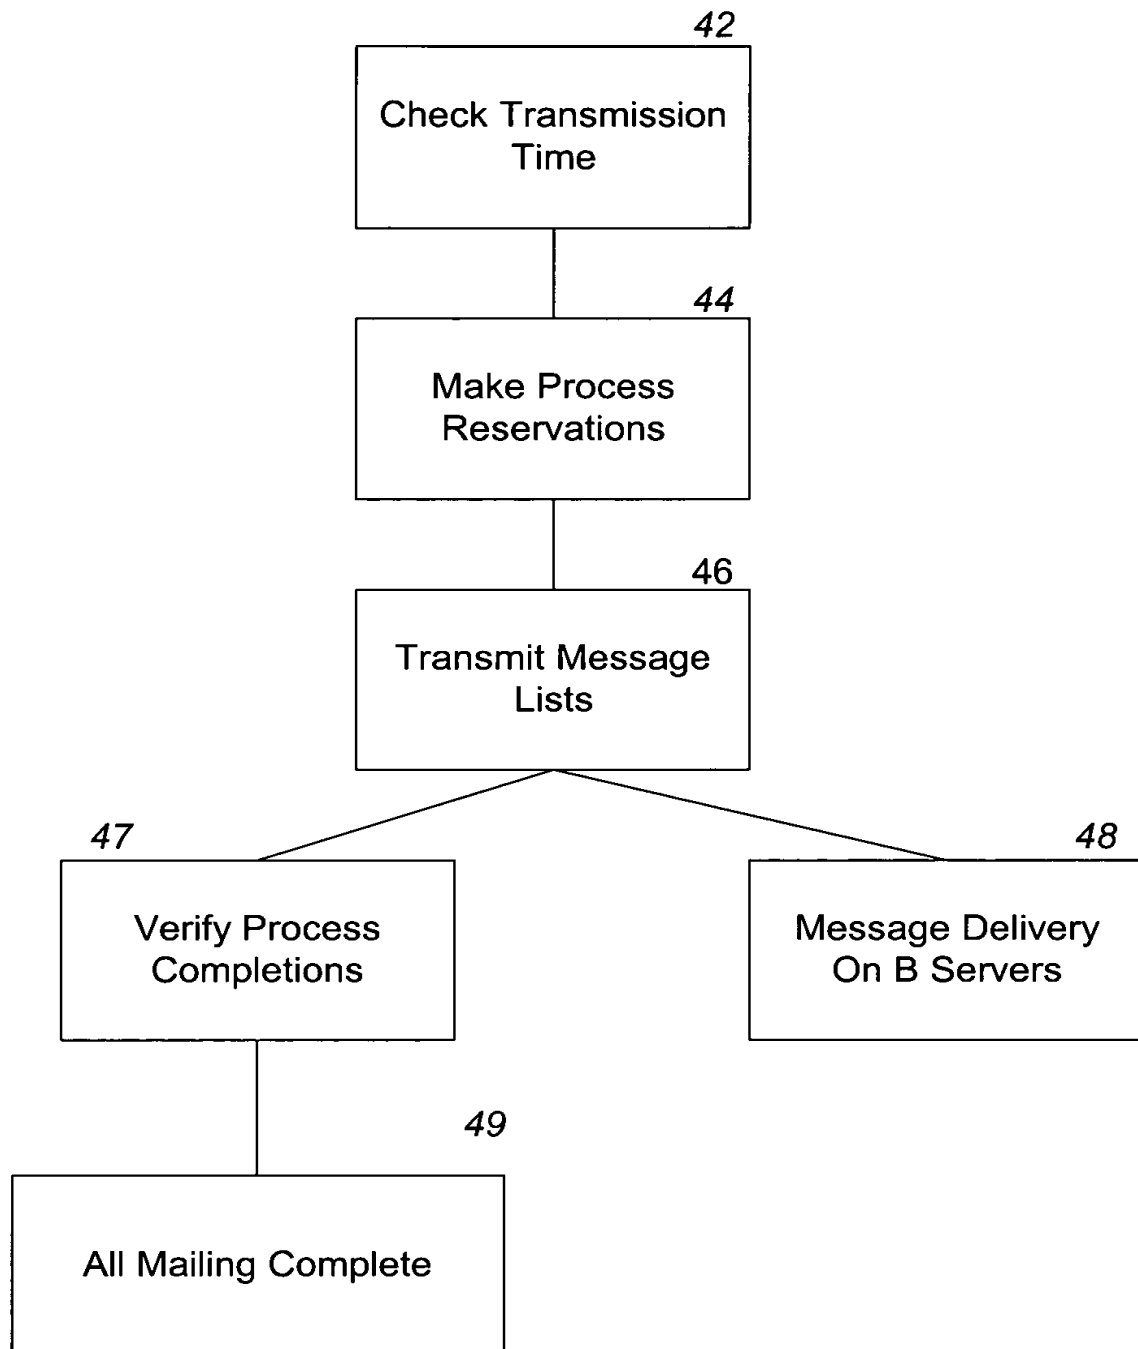 42
Check Transmission
Time
44
Make Process
Reservations
46
Transmit Message
Lists
47
Verify Process
Completions
48
Message Delivery
On B Servers
49
All Mailing Complete